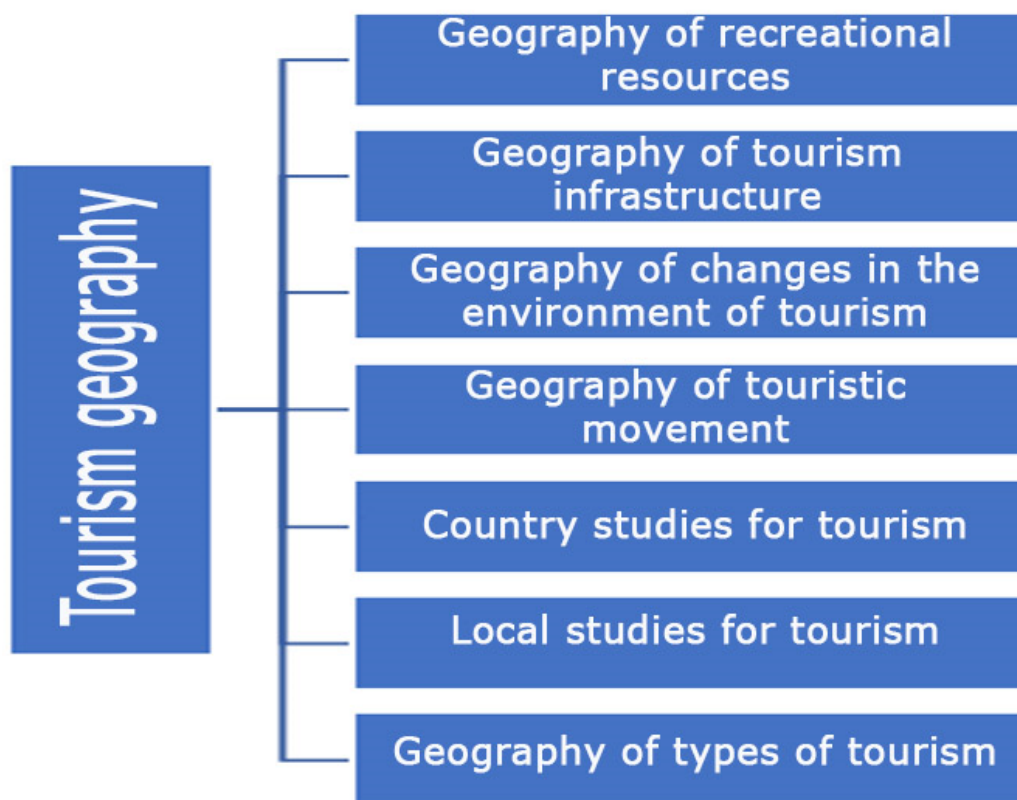 Tourism geography
Geography of recreational
resources
Geography of tourism
infrastructure
Geography of changes in the
environment of tourism
Geography of touristic
movement
Country studies for tourism
Local studies for tourism
Geography of types of tourism